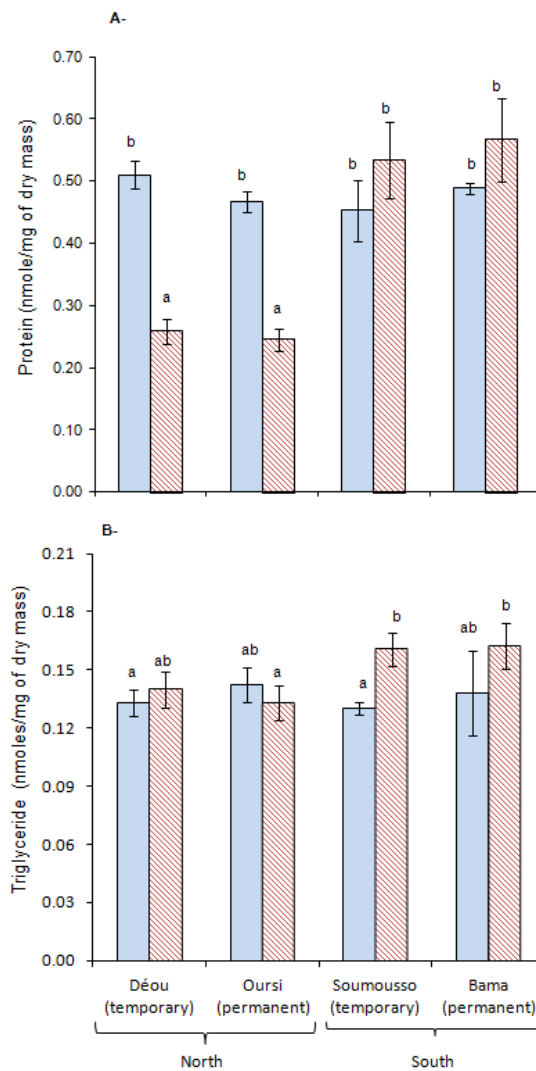 A-
Protein (nmole/mg of dry mass)
0.70
0.60
0.50
0.40
0.30
0.20
0.10
0.00
b
a
b
a
b
b
b
b
B-
Triglyceride (nmoles/mg of dry mass)
0.21
0.18
0.15
0.12
0.09
0.06
0.03
0.00
a
ab
ab
a
a
b
ab
b
Déou Oursi Soumousso Bama
(temporary) (permanent) (temporary) (permanent)
North South